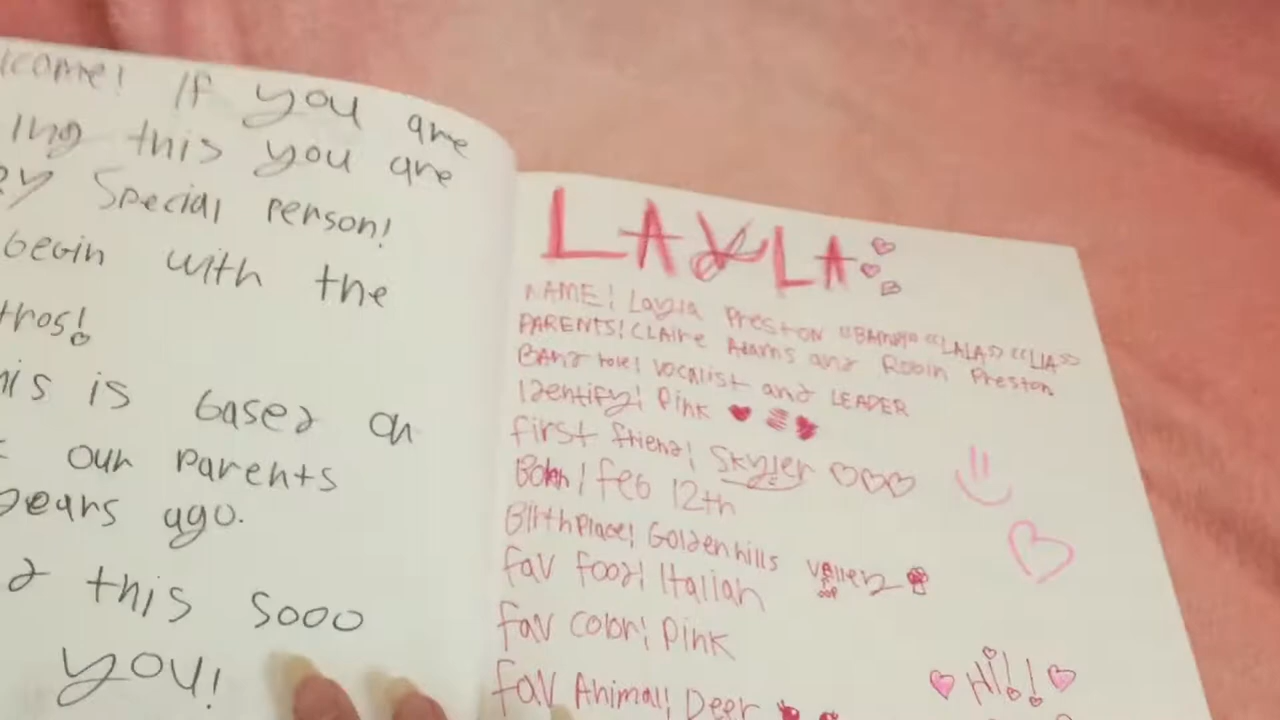 lcome! If you are
ing this you are
ey Special person!
begin with the
tros!
his is based on
our parents
years ago.
d this sooo
you!
LAYLA
NAME! Layla Preston "BAmby" "LALA" "LIA"
PARENTS! CLAire Adams and Robin Preston
BAnd role! Vocalist and LEADER
Identify! Pink
first friend! Skyler
Born! feb 12th
Birthplace! Goldenhills Valley
fav food! Italian
fav color! Pink
fav Animal! Deer
Hi!!